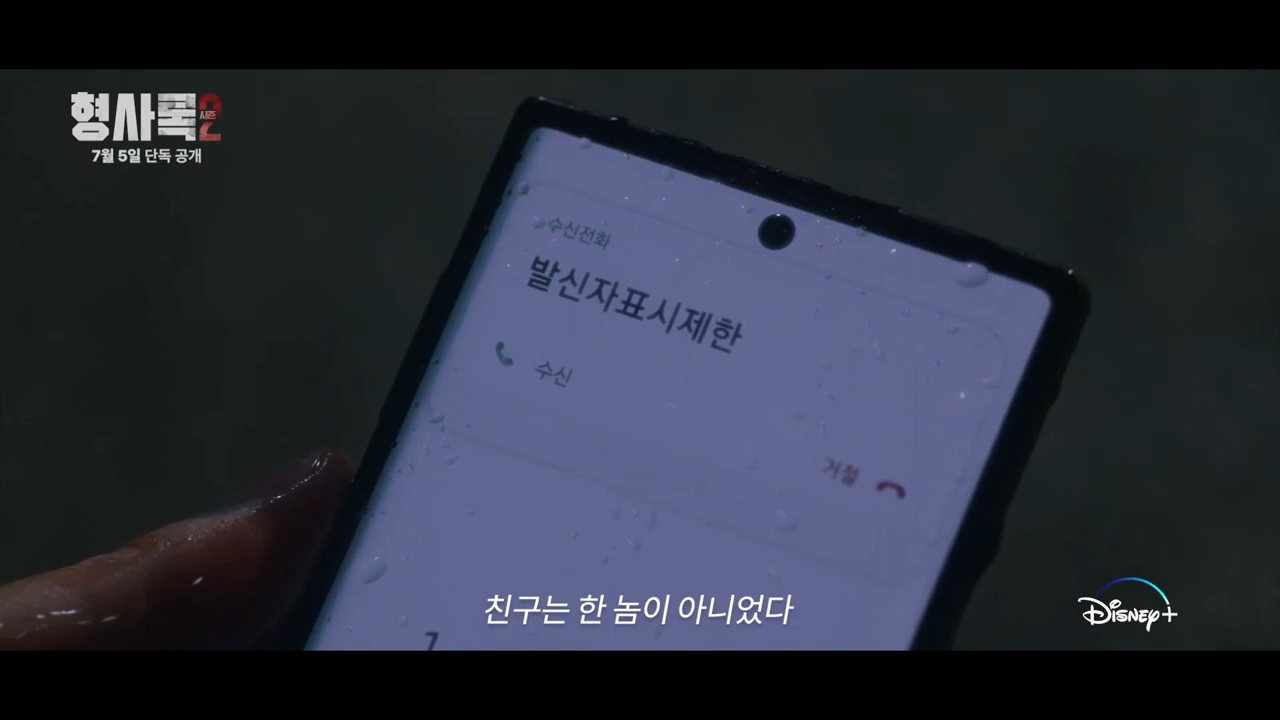 형사록2
시즌
7월 5일 단독 공개
수신전화
발신자표시제한
수신
거절
친구는 한 놈이 아니었다
Disney+